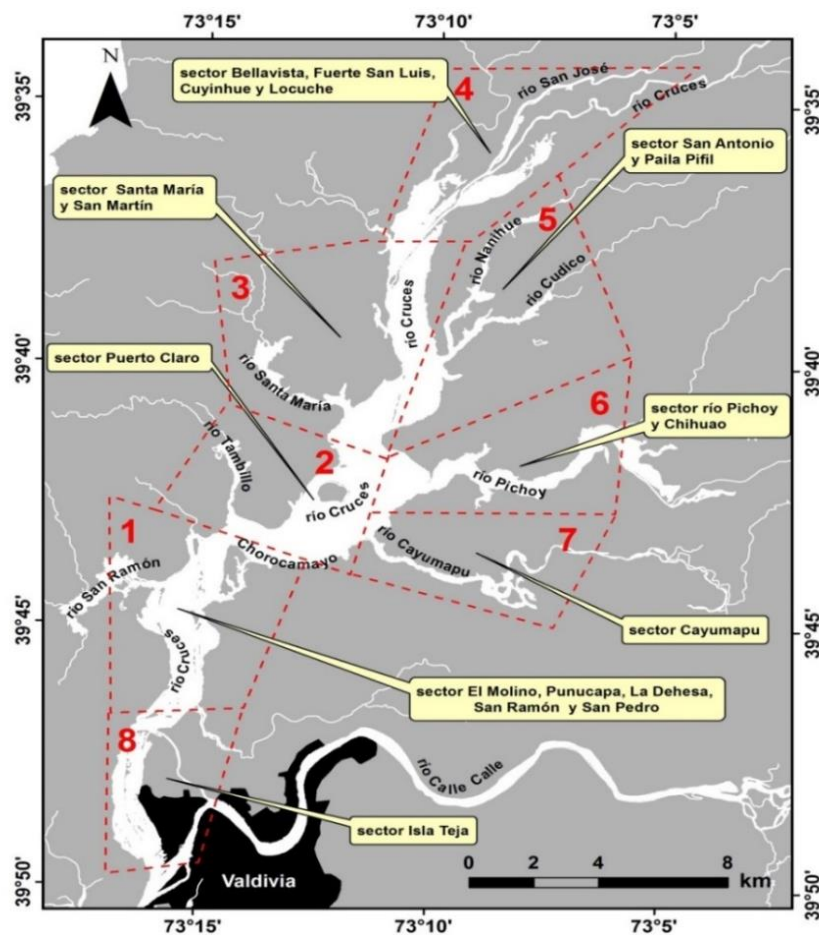 73°15' 73°10' 73°5'
N
39°35'
39°35'
sector Bellavista, Fuerte San Luis,
Cuyinhue y Locuche
4
río San José
río Cruces
sector San Antonio
y Paila Pifil
sector Santa María
y San Martín
5
río Nanihue
río Cudico
3
río Cruces
39°40'
39°40'
sector Puerto Claro
río Santa María
6
sector río Pichoy
y Chihuao
río Tambillo
2
río Cruces
río Pichoy
1
Chorocamayo
río Cayumapu
7
río San Ramón
39°45'
39°45'
sector Cayumapu
río Cruces
sector El Molino, Punucapa, La Dehesa,
San Ramón y San Pedro
8
río Calle Calle
sector Isla Teja
Valdivia
0 2 4 8
km
39°50'
39°50'
73°15' 73°10' 73°5'